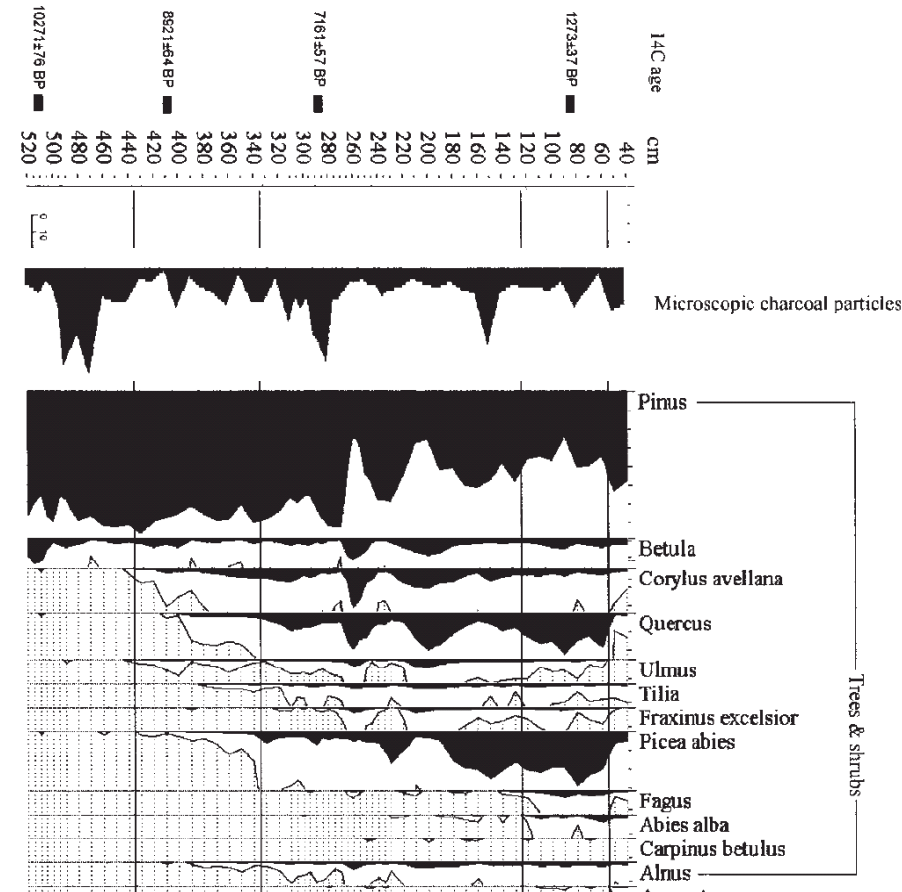 10271±76 BP
8921±64 BP
7161±57 BP
1273±37 BP
14C age
520 500 480 460 440 420 400 380 360 340 320 300 280 260 240 220 200 180 160 140 120 100 80 60 40 cm
0 10
Microscopic charcoal particles
Pinus
Betula
Corylus avellana
Quercus
Ulmus
Tilia
Fraxinus excelsior
Picea abies
Fagus
Abies alba
Carpinus betulus
Alnus
Trees & shrubs